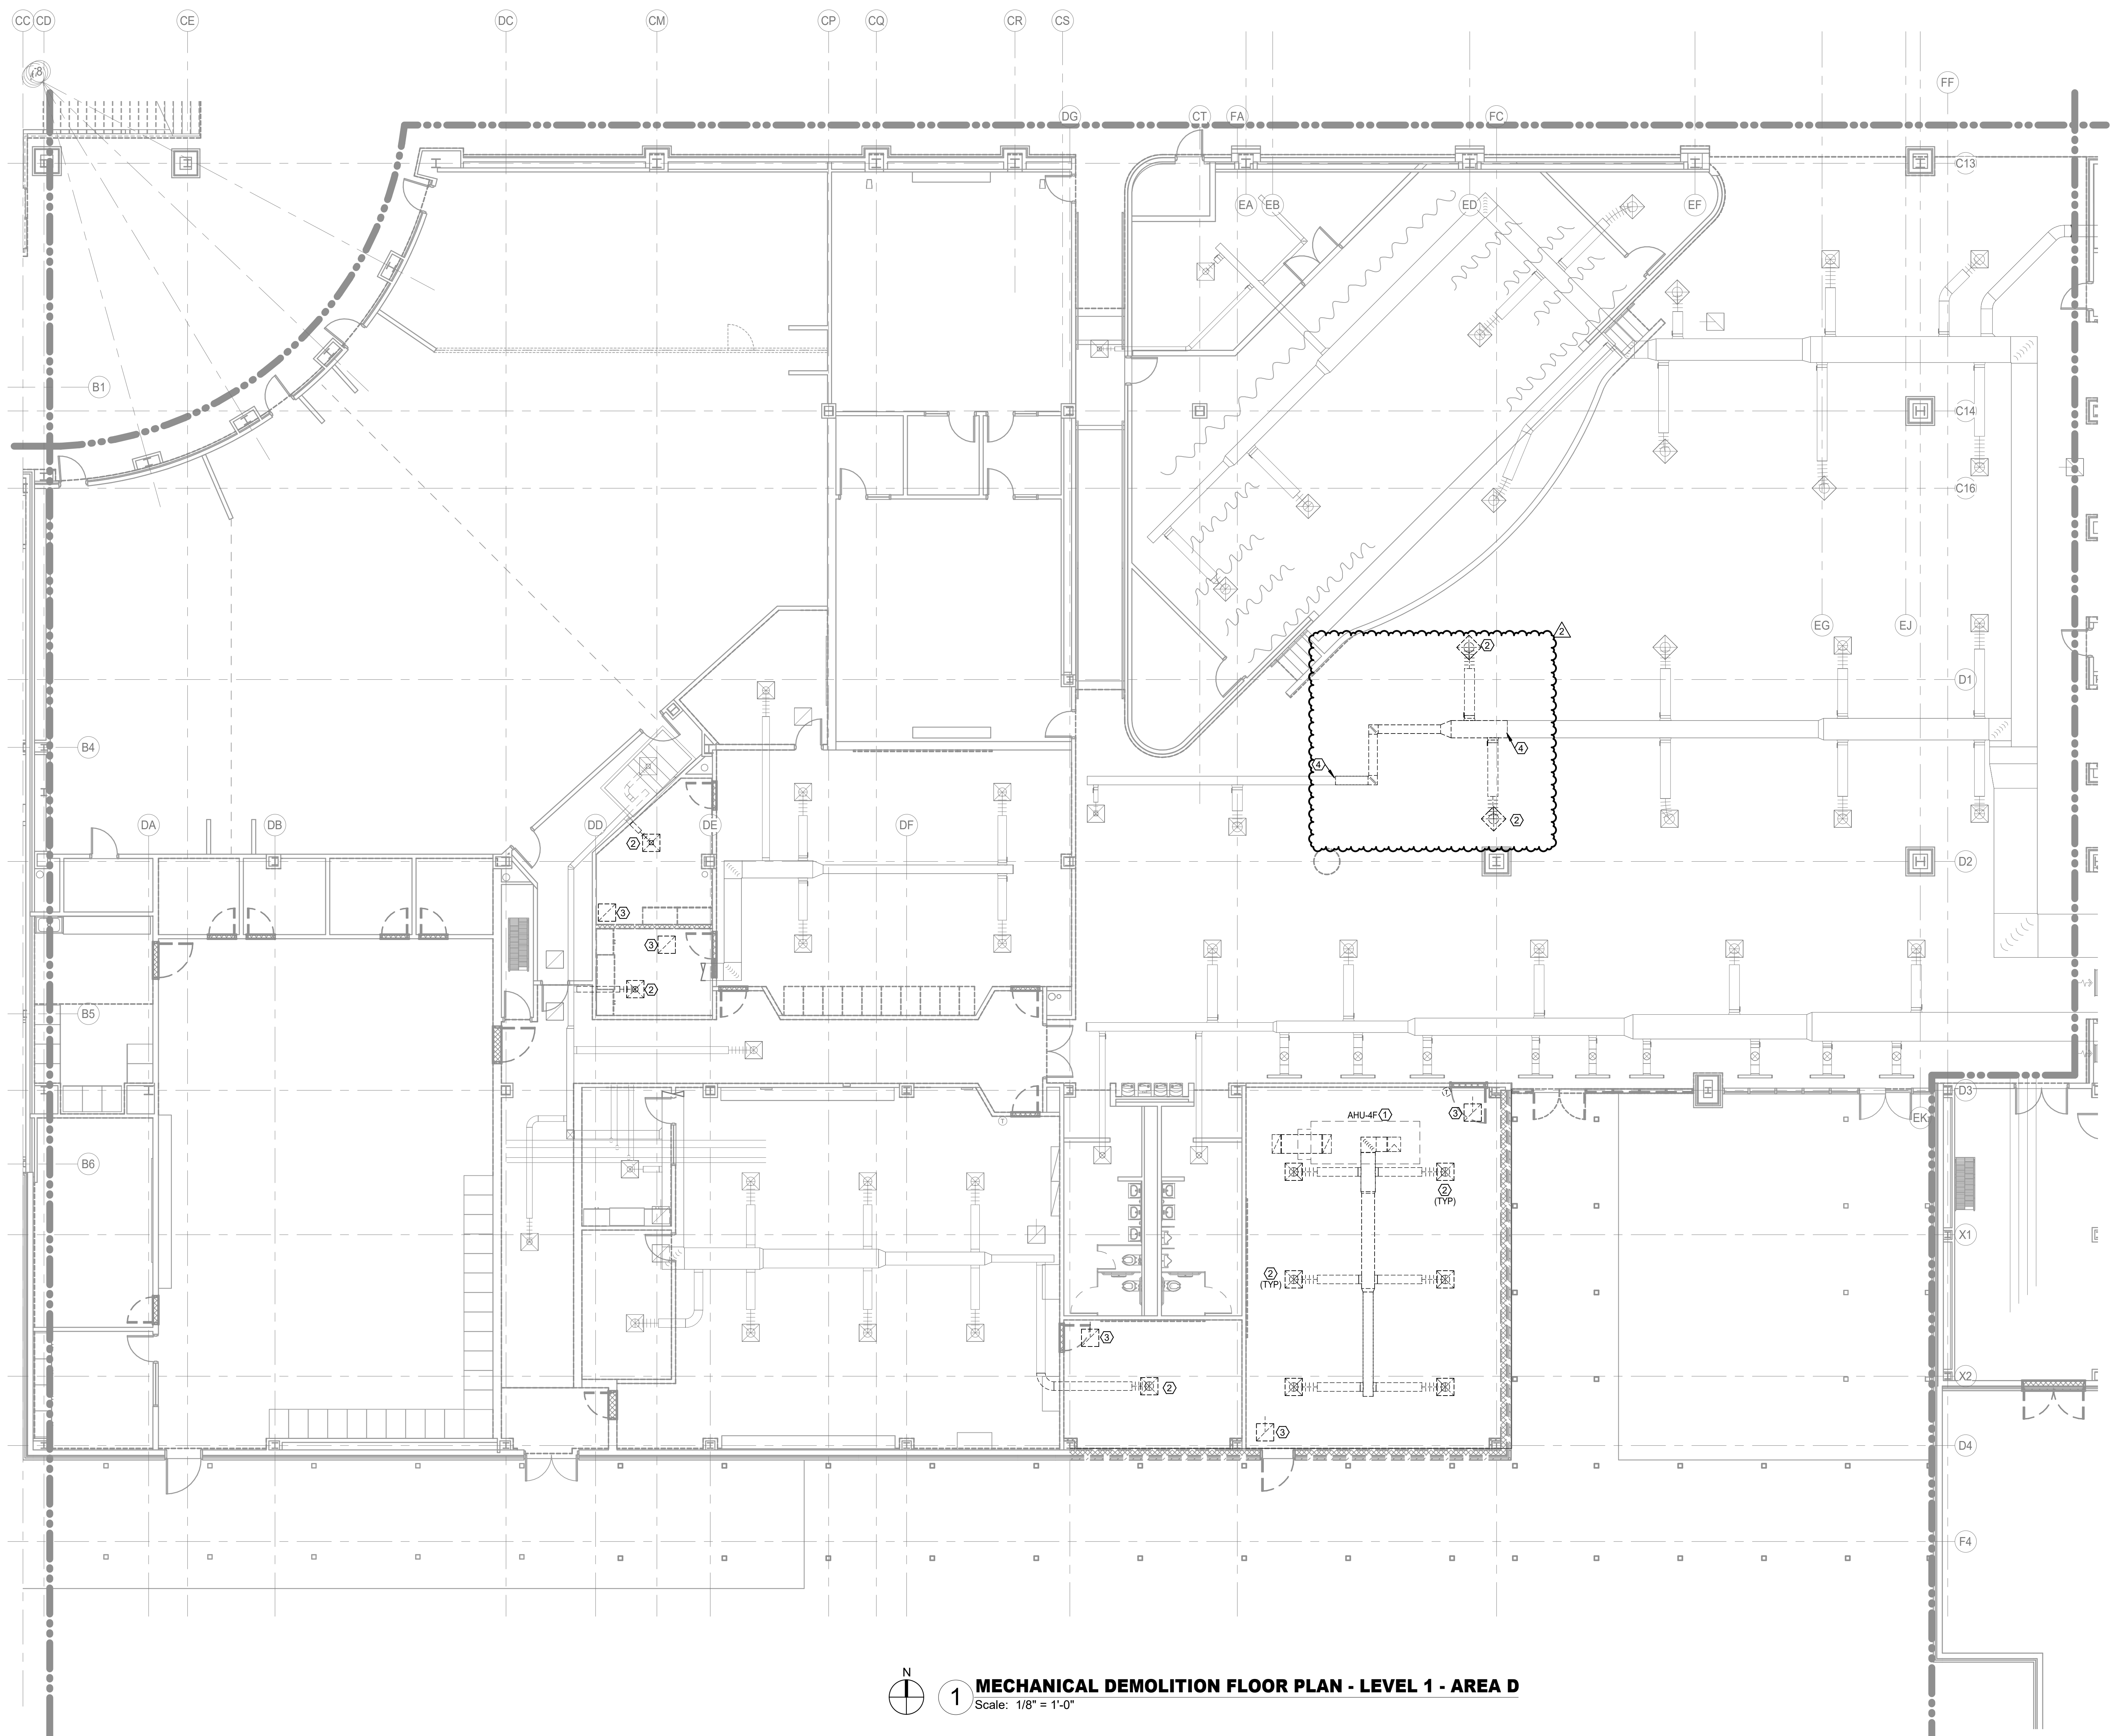 CC CD CE DC CM CP CQ CR CS
FF
DG CT FA FC
C13
EA EB ED EF
B1
C14
C16
EG EJ
2
2
D1
B4
4
4
2
DA DB DD DE DF
2
D2
3
3
2
B5
T
AHU-4F 1
3
D3
EK
T
B6
2
(TYP)
X1
2
(TYP)
3
2
X2
3
D4
F4
N
1 MECHANICAL DEMOLITION FLOOR PLAN - LEVEL 1 - AREA D
Scale: 1/8" = 1'-0"